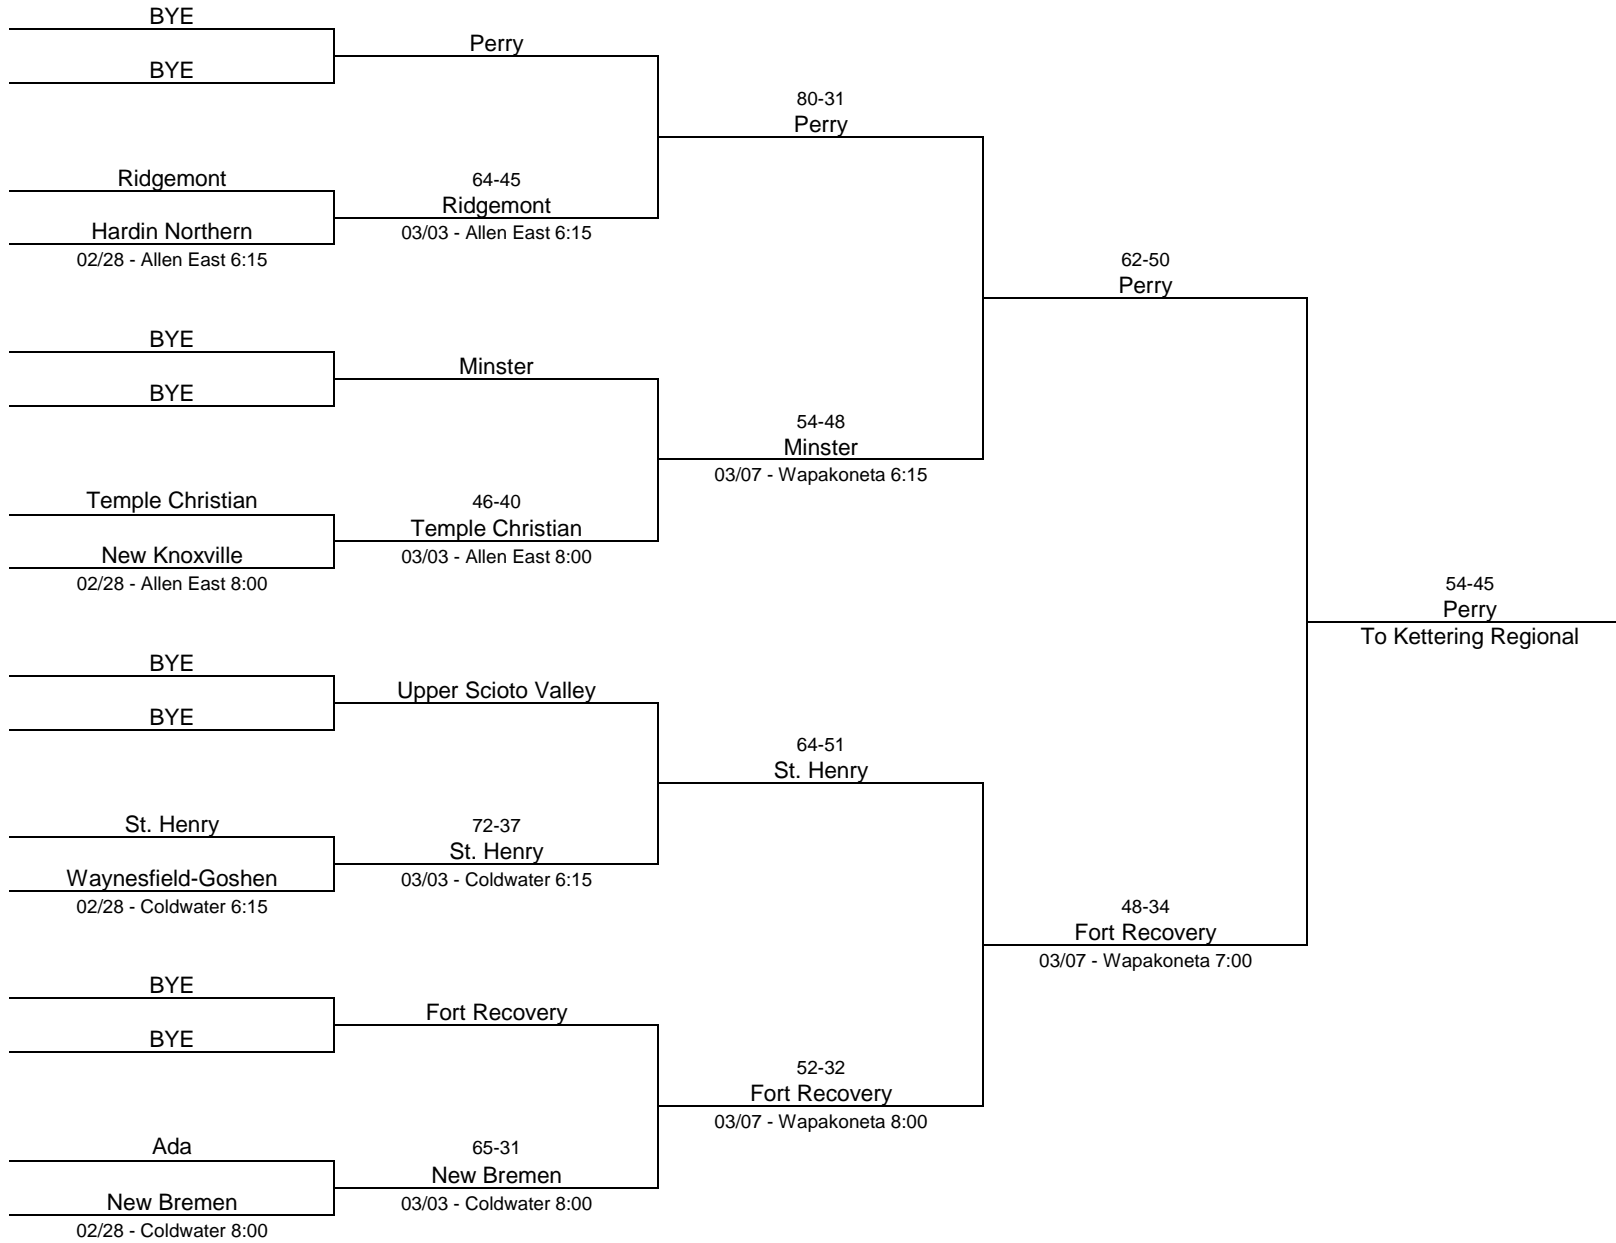 BYE
BYE
Ridgemont
Hardin Northern
02/28 - Allen East 6:15
BYE
BYE
Temple Christian
New Knoxville
02/28 - Allen East 8:00
BYE
BYE
St. Henry
Waynesfield-Goshen
02/28 - Coldwater 6:15
BYE
BYE
Ada
New Bremen
02/28 - Coldwater 8:00
Perry
64-45
Ridgemont
03/03 - Allen East 6:15
Minster
46-40
Temple Christian
03/03 - Allen East 8:00
Upper Scioto Valley
72-37
St. Henry
03/03 - Coldwater 6:15
Fort Recovery
65-31
New Bremen
03/03 - Coldwater 8:00
80-31
Perry
54-48
Minster
03/07 - Wapakoneta 6:15
64-51
St. Henry
52-32
Fort Recovery
03/07 - Wapakoneta 8:00
62-50
Perry
48-34
Fort Recovery
03/07 - Wapakoneta 7:00
54-45
Perry
To Kettering Regional